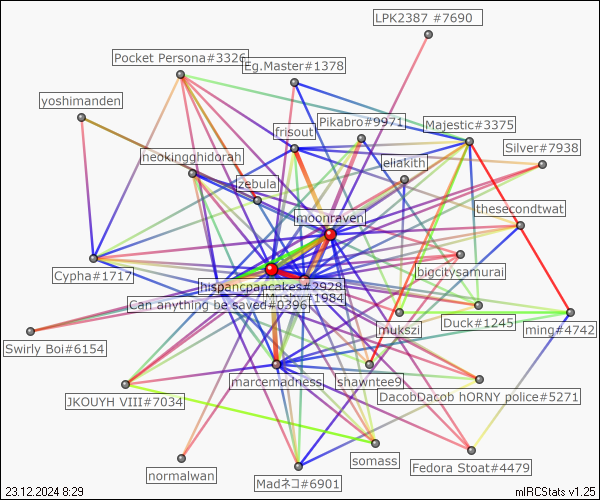 LPK2387 #7690
Pocket Persona#3326
Eg.Master#1378
yoshimanden
Pikabro#9971
Majestic#3375
frisout
Silver#7938
neokingghidorah
eliakith
zebula
moonraven
thesecondtwat
Cypha#1717
bigcitysamurai
hispancpancakes#2928
Mucky#1984
Can anything be saved#0396
Duck#1245
mukszil
ming#4742
Swirly Boi#6154
marcemadness
shawntee9
DacobDacob hORNY police#5271
JKOUYH VIII#7034
somass
normalwan
Madネコ#6901
Fedora Stoat#4479
23.12.2024 8:29
mIRCStats v1.25